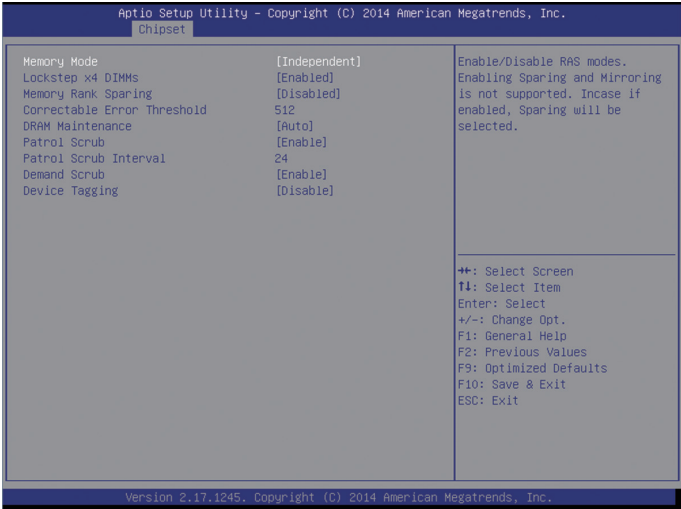 Aptio Setup Utility – Copyright (C) 2014 American Megatrends, Inc.
Chipset
Memory Mode [Independent]
Lockstep x4 DIMMs [Enabled]
Memory Rank Sparing [Disabled]
Correctable Error Threshold 512
DRAM Maintenance [Auto]
Patrol Scrub [Enable]
Patrol Scrub Interval 24
Demand Scrub [Enable]
Device Tagging [Disable]
Enable/Disable RAS modes.
Enabling Sparing and Mirroring
is not supported. Incase if
enabled, Sparing will be
selected.
→←: Select Screen
↑↓: Select Item
Enter: Select
+/-: Change Opt.
F1: General Help
F2: Previous Values
F9: Optimized Defaults
F10: Save & Exit
ESC: Exit
Version 2.17.1245. Copyright (C) 2014 American Megatrends, Inc.